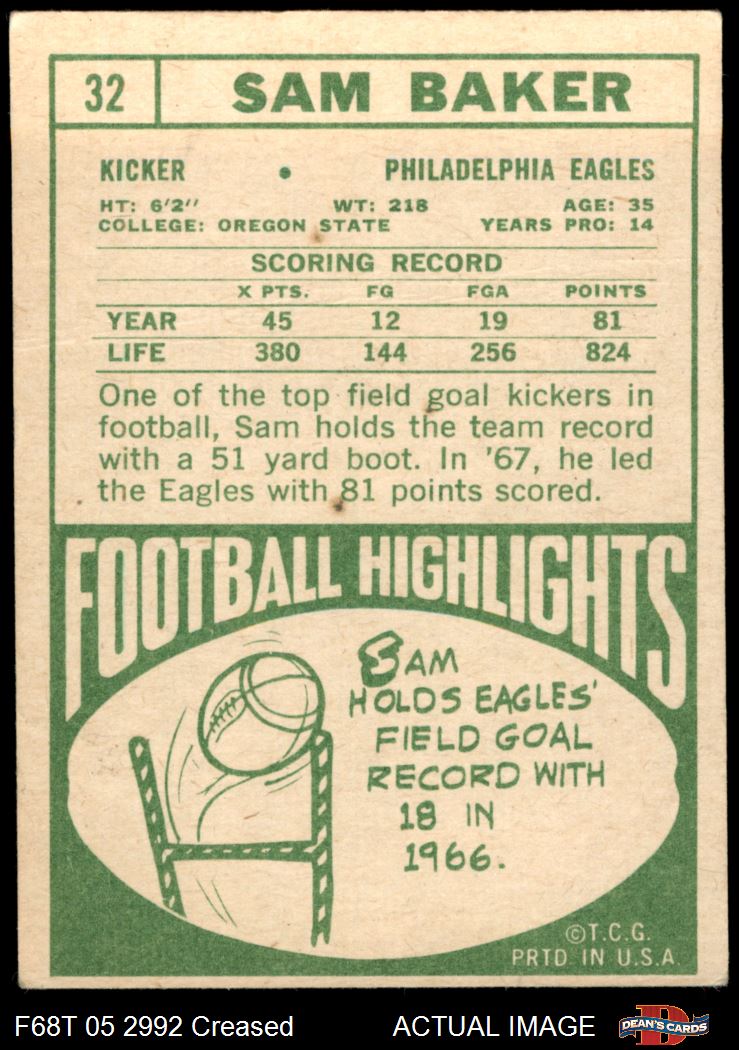 32 SAM BAKER
KICKER • PHILADELPHIA EAGLES
HT: 6'2" WT: 218 AGE: 35
COLLEGE: OREGON STATE YEARS PRO: 14
SCORING RECORD
X PTS. FG FGA POINTS
YEAR 45 12 19 81
LIFE 380 144 256 824
One of the top field goal kickers in
football, Sam holds the team record
with a 51 yard boot. In '67, he led
the Eagles with 81 points scored.
FOOTBALL HIGHLIGHTS
SAM
HOLDS EAGLES'
FIELD GOAL
RECORD WITH
18 IN
1966.
©T.C.G.
PRTD IN U.S.A.
F68T 05 2992 Creased ACTUAL IMAGE
D
DEAN'S CARDS